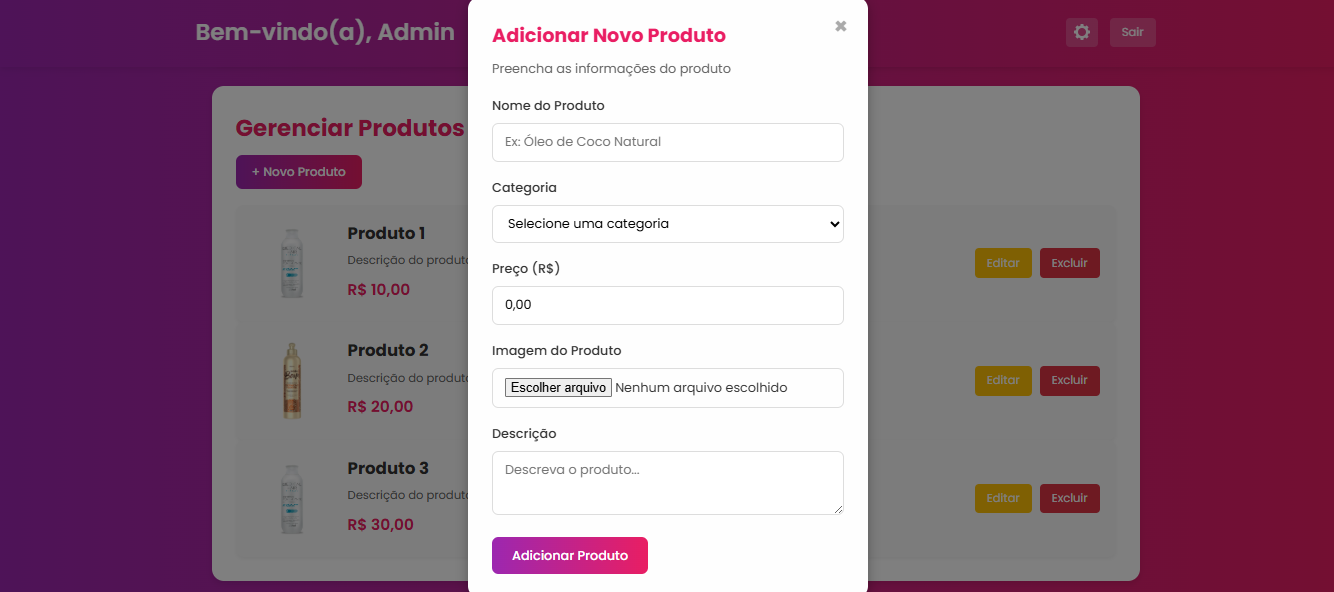 Bem-vindo(a), Admin
Sair
Gerenciar Produtos
+ Novo Produto
Produto 1
Descrição do produto
R$ 10,00
Editar
Excluir
Produto 2
Descrição do produto
R$ 20,00
Editar
Excluir
Produto 3
Descrição do produto
R$ 30,00
Editar
Excluir
Adicionar Novo Produto
✖
Preencha as informações do produto
Nome do Produto
Ex: Óleo de Coco Natural
Categoria
Selecione uma categoria
Preço (R$)
0,00
Imagem do Produto
Escolher arquivo Nenhum arquivo escolhido
Descrição
Descreva o produto...
Adicionar Produto